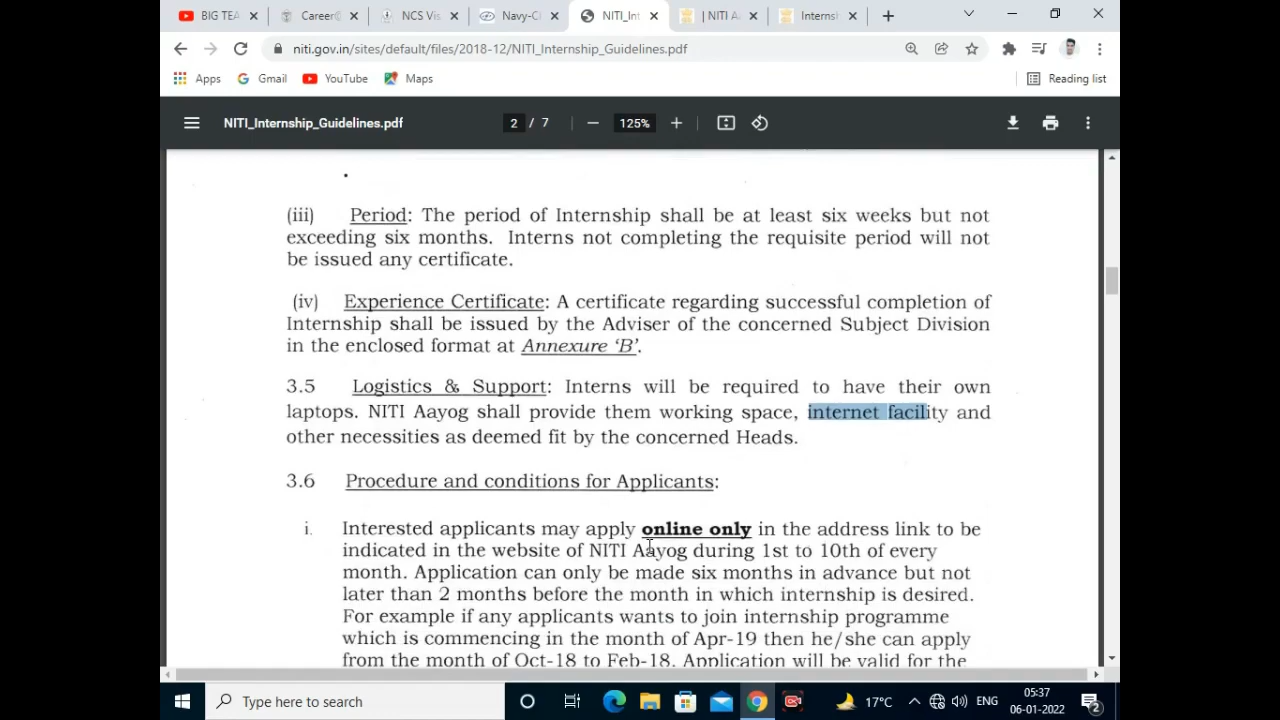 BIG TEA
Career
NCS Vis
Navy-C
NITI_Int
| NITI A
Interns
niti.gov.in/sites/default/files/2018-12/NITI_Internship_Guidelines.pdf
Apps
Gmail
YouTube
Maps
Reading list
NITI_Internship_Guidelines.pdf
2 / 7
125%
(iii) Period: The period of Internship shall be at least six weeks but not
exceeding six months. Interns not completing the requisite period will not
be issued any certificate.
(iv) Experience Certificate: A certificate regarding successful completion of
Internship shall be issued by the Adviser of the concerned Subject Division
in the enclosed format at Annexure ‘B’.
3.5 Logistics & Support: Interns will be required to have their own
laptops. NITI Aayog shall provide them working space, internet facility and
other necessities as deemed fit by the concerned Heads.
3.6 Procedure and conditions for Applicants:
i. Interested applicants may apply online only in the address link to be
indicated in the website of NITI Aayog during 1st to 10th of every
month. Application can only be made six months in advance but not
later than 2 months before the month in which internship is desired.
For example if any applicants wants to join internship programme
which is commencing in the month of Apr-19 then he/she can apply
from the month of Oct-18 to Feb-18. Application will be valid for the
Type here to search
17°C
ENG
05:37
06-01-2022
2